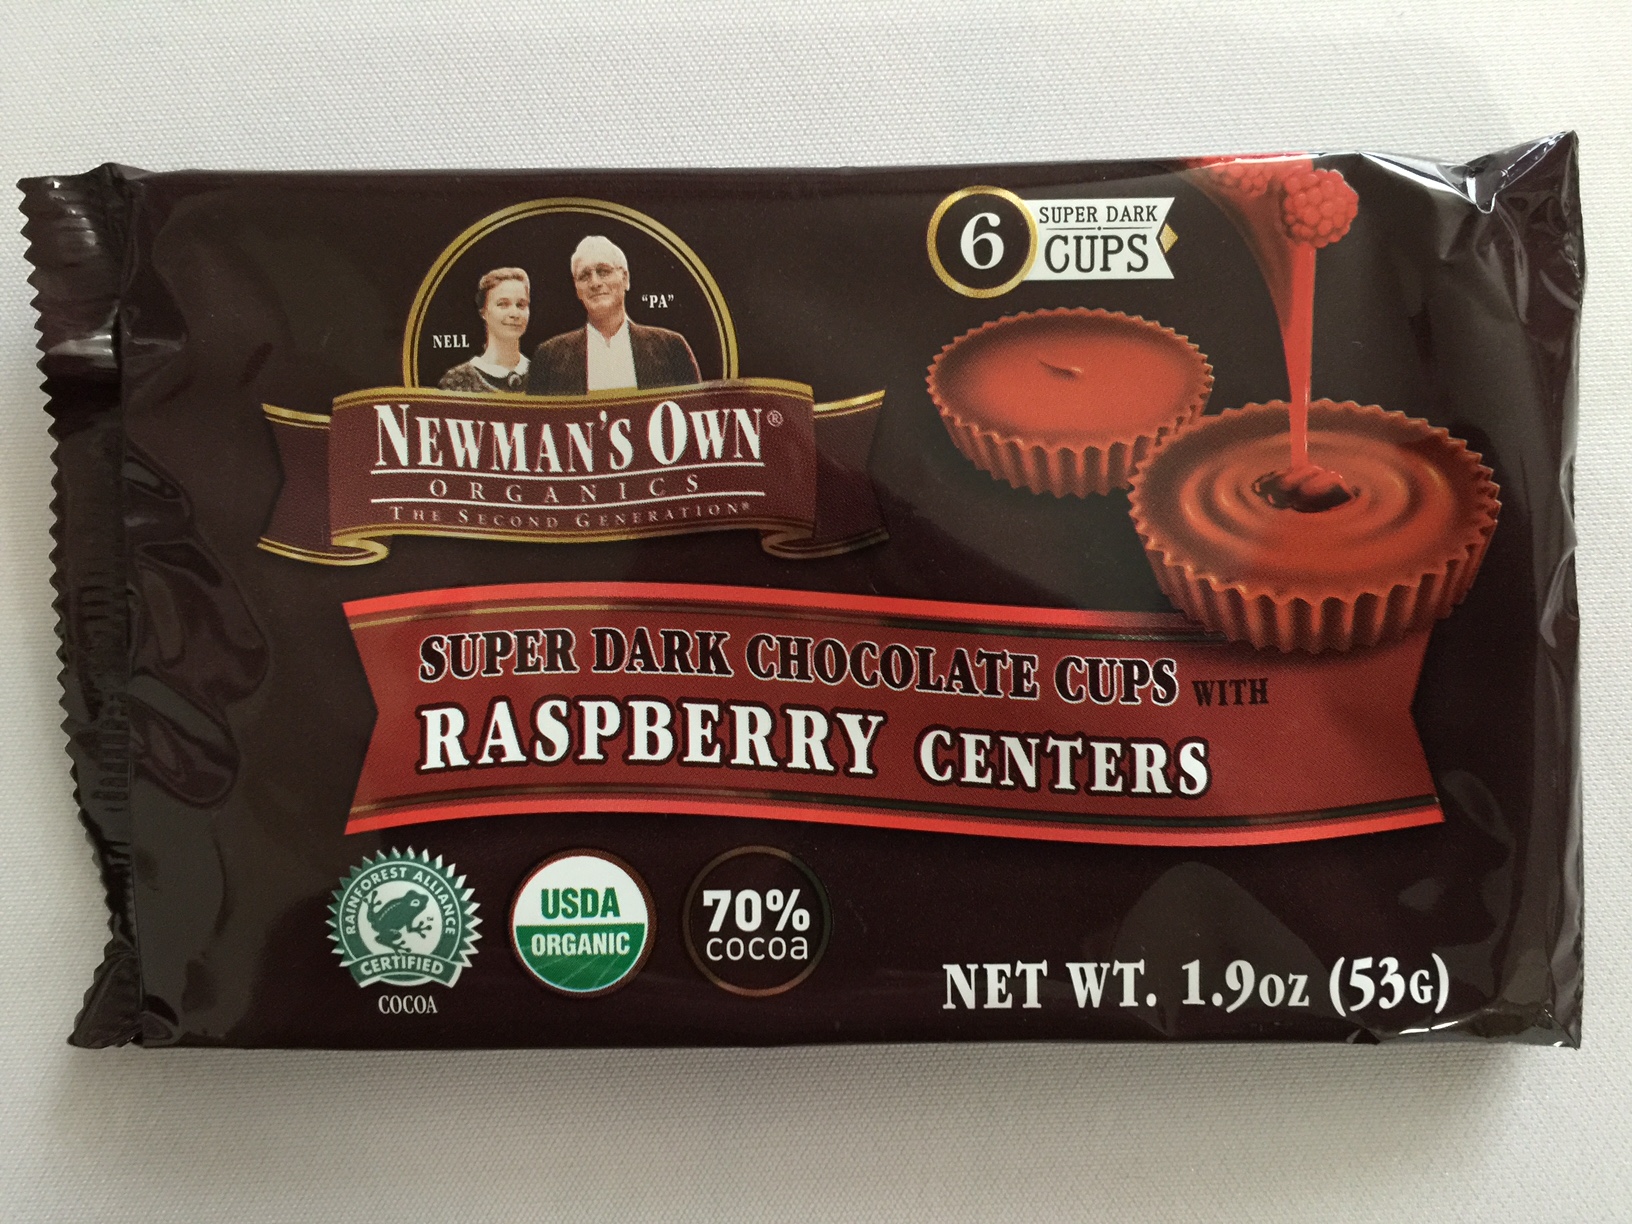 NELL
"PA"
NEWMAN'S OWN®
ORGANICS
THE SECOND GENERATION®
6
SUPER DARK
CUPS
SUPER DARK CHOCOLATE CUPS WITH
RASPBERRY CENTERS
RAINFOREST ALLIANCE
CERTIFIED
COCOA
USDA
ORGANIC
70%
cocoa
NET WT. 1.9OZ (53G)